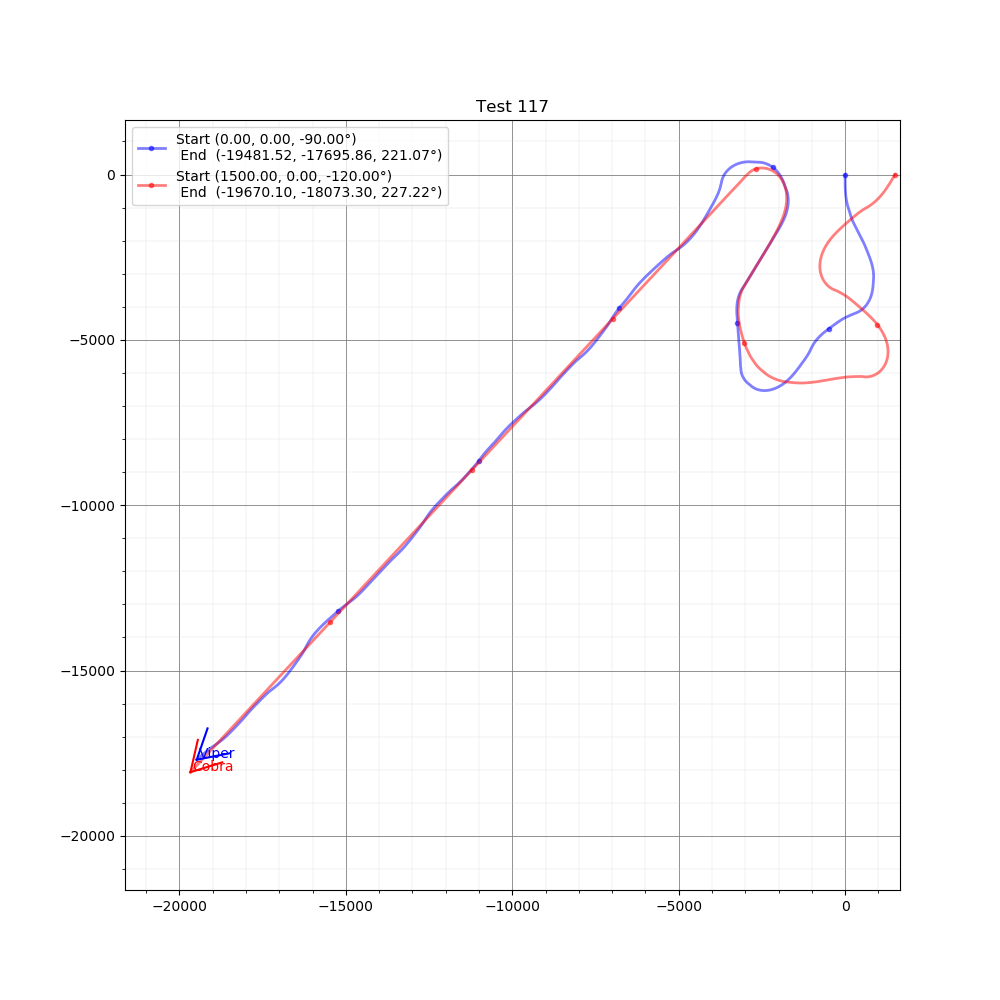 Test 117
Start (0.00, 0.00, -90.00°)
End  (-19481.52, -17695.86, 221.07°)
Start (1500.00, 0.00, -120.00°)
End  (-19670.10, -18073.30, 227.22°)
0
−5000
−10000
−15000
−20000
Viper
Cobra
−20000 −15000 −10000 −5000 0